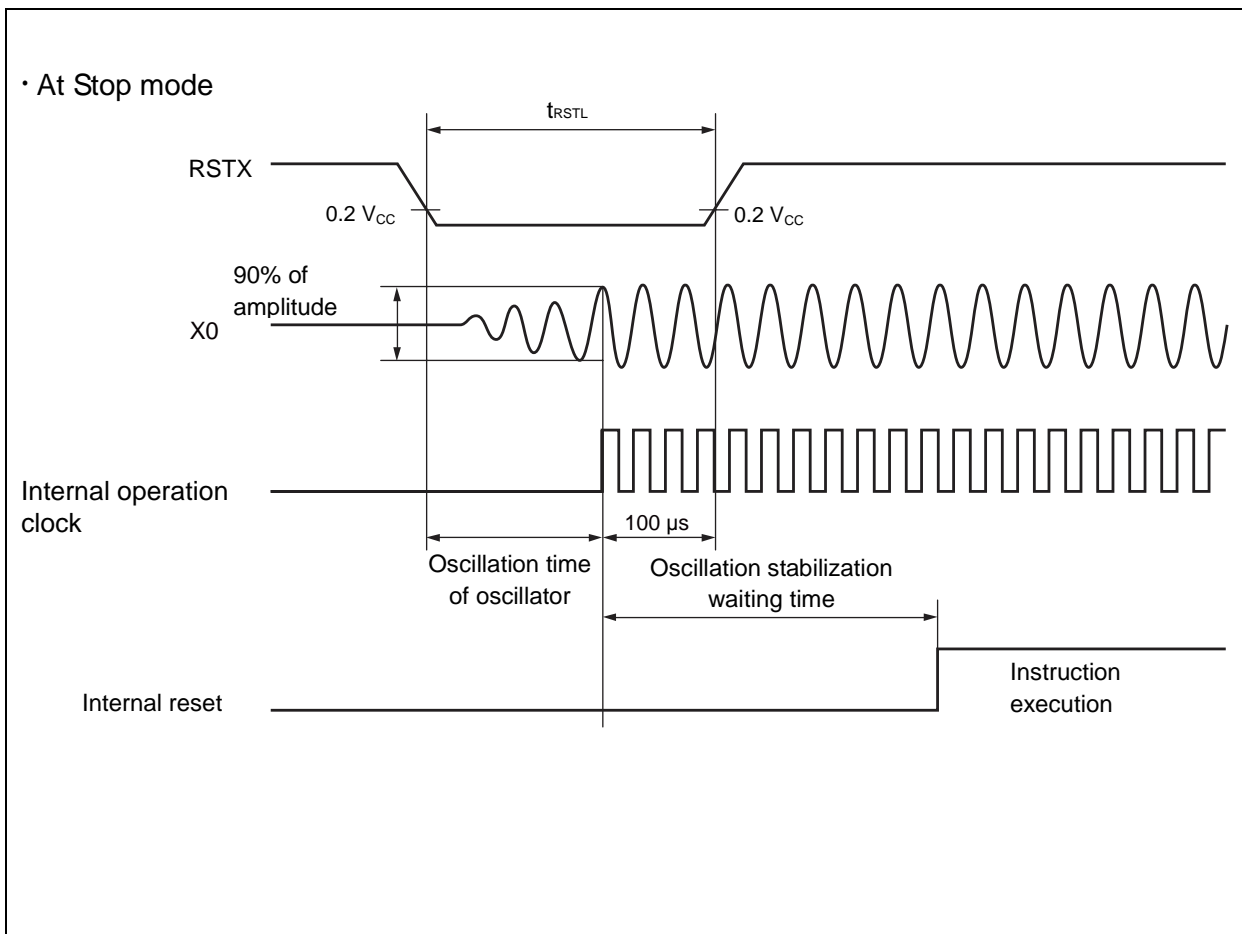 · At Stop mode
tRSTL
RSTX
0.2 VCC
0.2 VCC
90% of
amplitude
X0
Internal operation
clock
100 µs
Oscillation time
of oscillator
Oscillation stabilization
waiting time
Internal reset
Instruction
execution